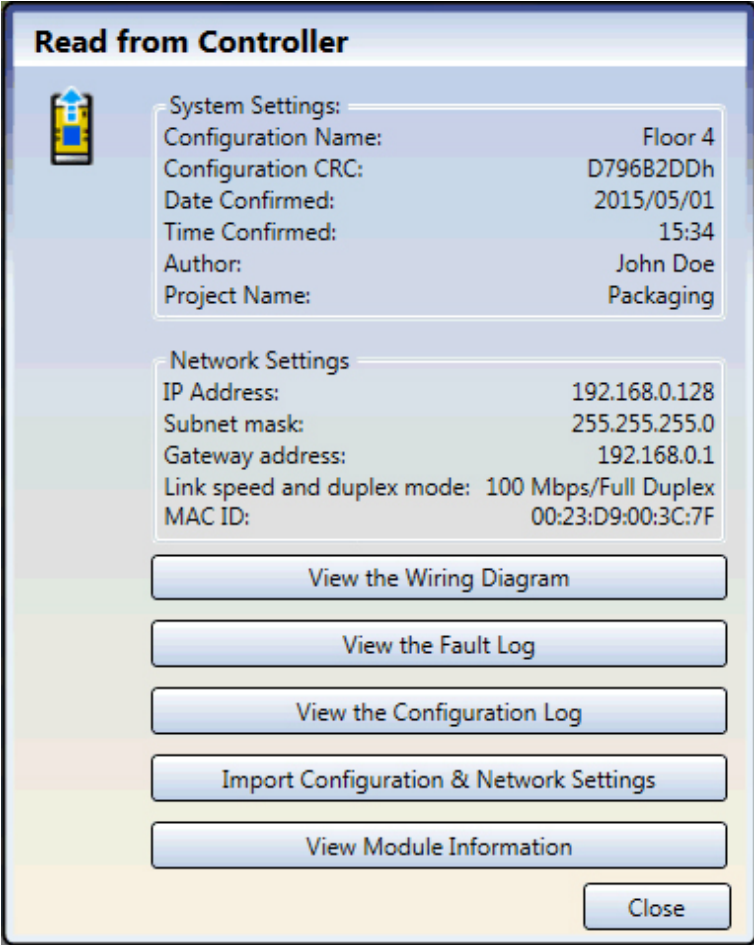 Read from Controller
System Settings:
Configuration Name: Floor 4
Configuration CRC: D796B2DDh
Date Confirmed: 2015/05/01
Time Confirmed: 15:34
Author: John Doe
Project Name: Packaging
Network Settings
IP Address: 192.168.0.128
Subnet mask: 255.255.255.0
Gateway address: 192.168.0.1
Link speed and duplex mode: 100 Mbps/Full Duplex
MAC ID: 00:23:D9:00:3C:7F
View the Wiring Diagram
View the Fault Log
View the Configuration Log
Import Configuration & Network Settings
View Module Information
Close